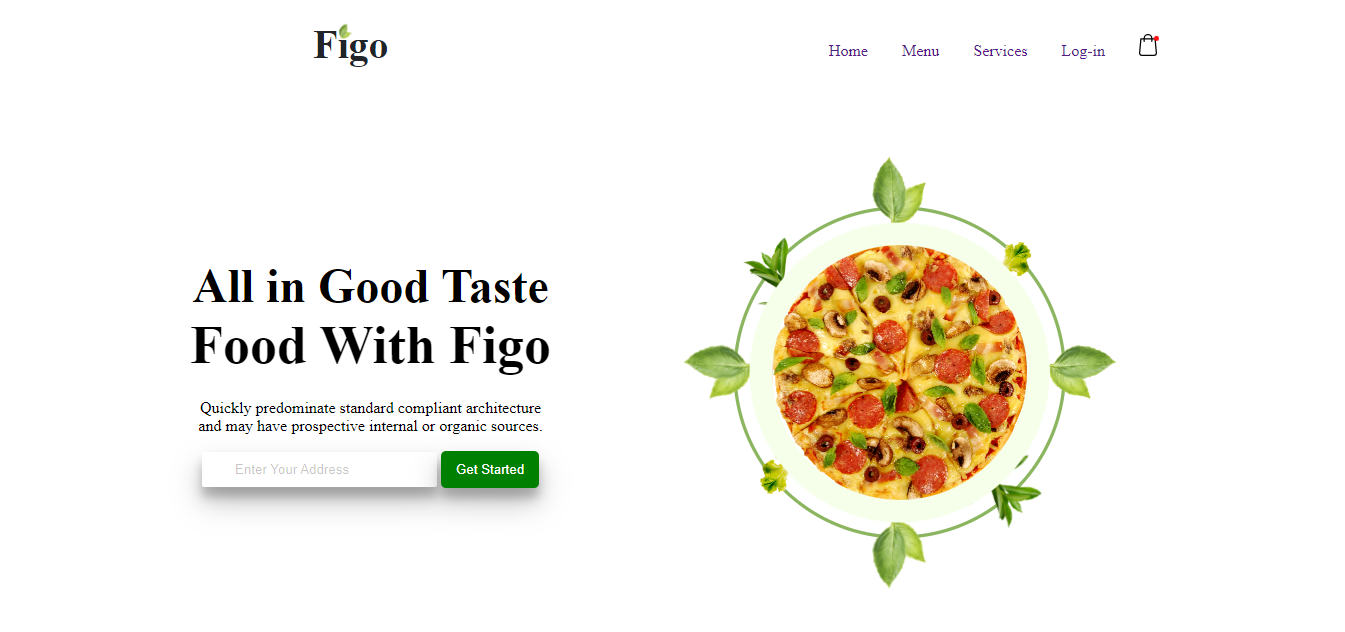 Figo
Home Menu Services Log-in
All in Good Taste
Food With Figo
Quickly predominate standard compliant architecture
and may have prospective internal or organic sources.
Enter Your Address Get Started